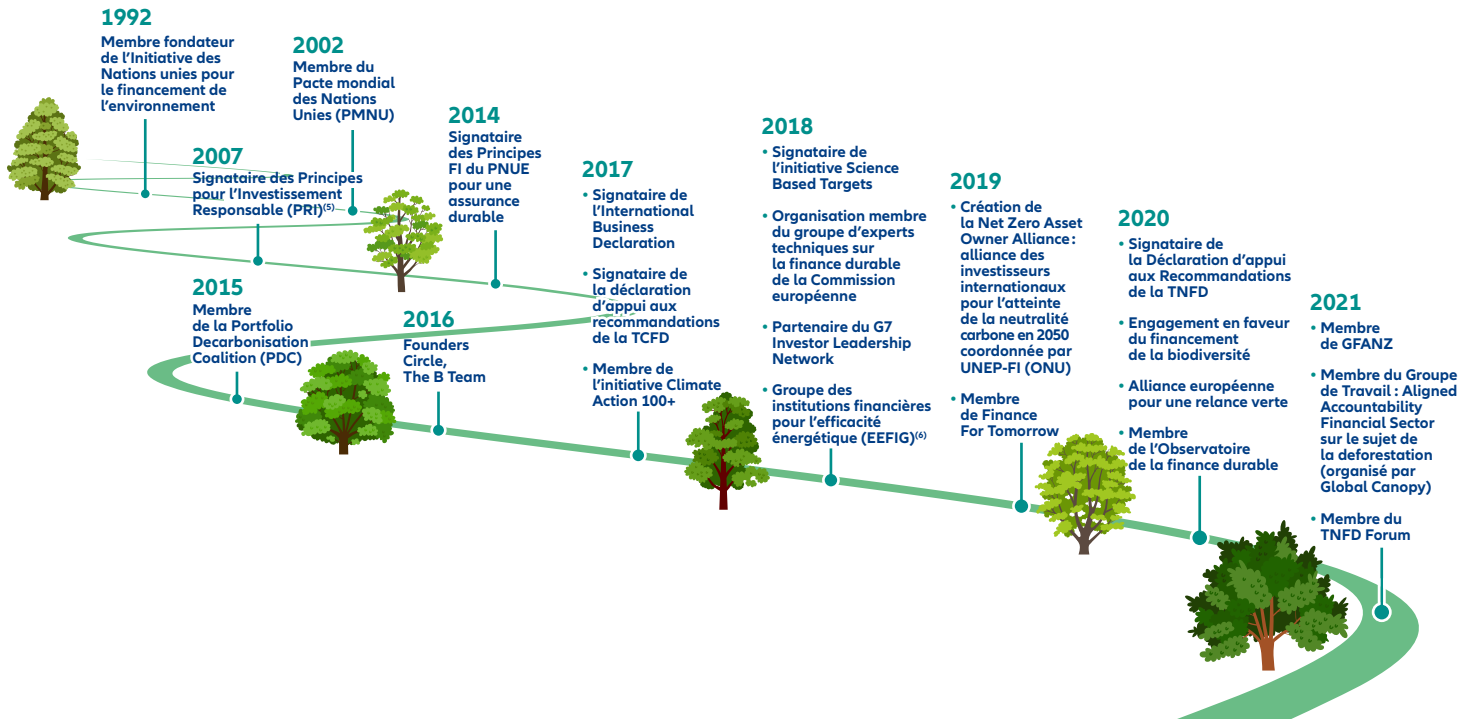 1992
Membre fondateur
de l'Initiative des
Nations unies pour
le financement de
l'environnement
2002
Membre du
Pacte mondial
des Nations
Unies (PMNU)
2007
Signataire des Principes
pour l'Investissement
Responsable (PRI)(5)
2014
Signataire
des Principes
FI du PNUE
pour une
assurance
durable
2015
Membre
de la Portfolio
Decarbonisation
Coalition (PDC)
2016
Founders
Circle,
The B Team
2017
• Signataire de
l'International
Business
Declaration
• Signataire de
la déclaration
d'appui aux
recommandations
de la TCFD
• Membre de
l'initiative Climate
Action 100+
2018
• Signataire de
l'initiative Science
Based Targets
• Organisation membre
du groupe d'experts
techniques sur
la finance durable
de la Commission
européenne
• Partenaire du G7
Investor Leadership
Network
• Groupe des
institutions financières
pour l'efficacité
énergétique (EEFIG)(6)
2019
• Création de
la Net Zero Asset
Owner Alliance :
alliance des
investisseurs
internationaux
pour l'atteinte
de la neutralité
carbone en 2050
coordonnée par
UNEP-FI (ONU)
• Membre
de Finance
For Tomorrow
2020
• Signataire de
la Déclaration d'appui
aux Recommandations
de la TNFD
• Engagement en faveur
du financement
de la biodiversité
• Alliance européenne
pour une relance verte
• Membre
de l'Observatoire
de la finance durable
2021
• Membre
de GFANZ
• Membre du Groupe
de Travail : Aligned
Accountability
Financial Sector
sur le sujet de
la deforestation
(organisé par
Global Canopy)
• Membre du
TNFD Forum